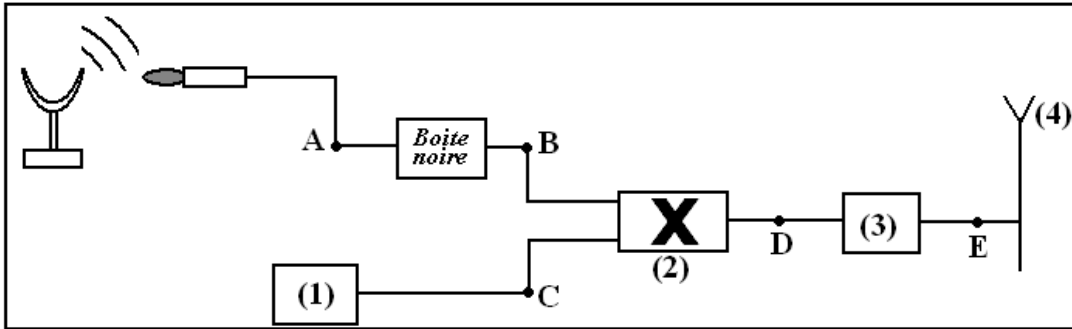 (4)
A
Boite
noire
B
X
D
(3)
E
(2)
(1)
C